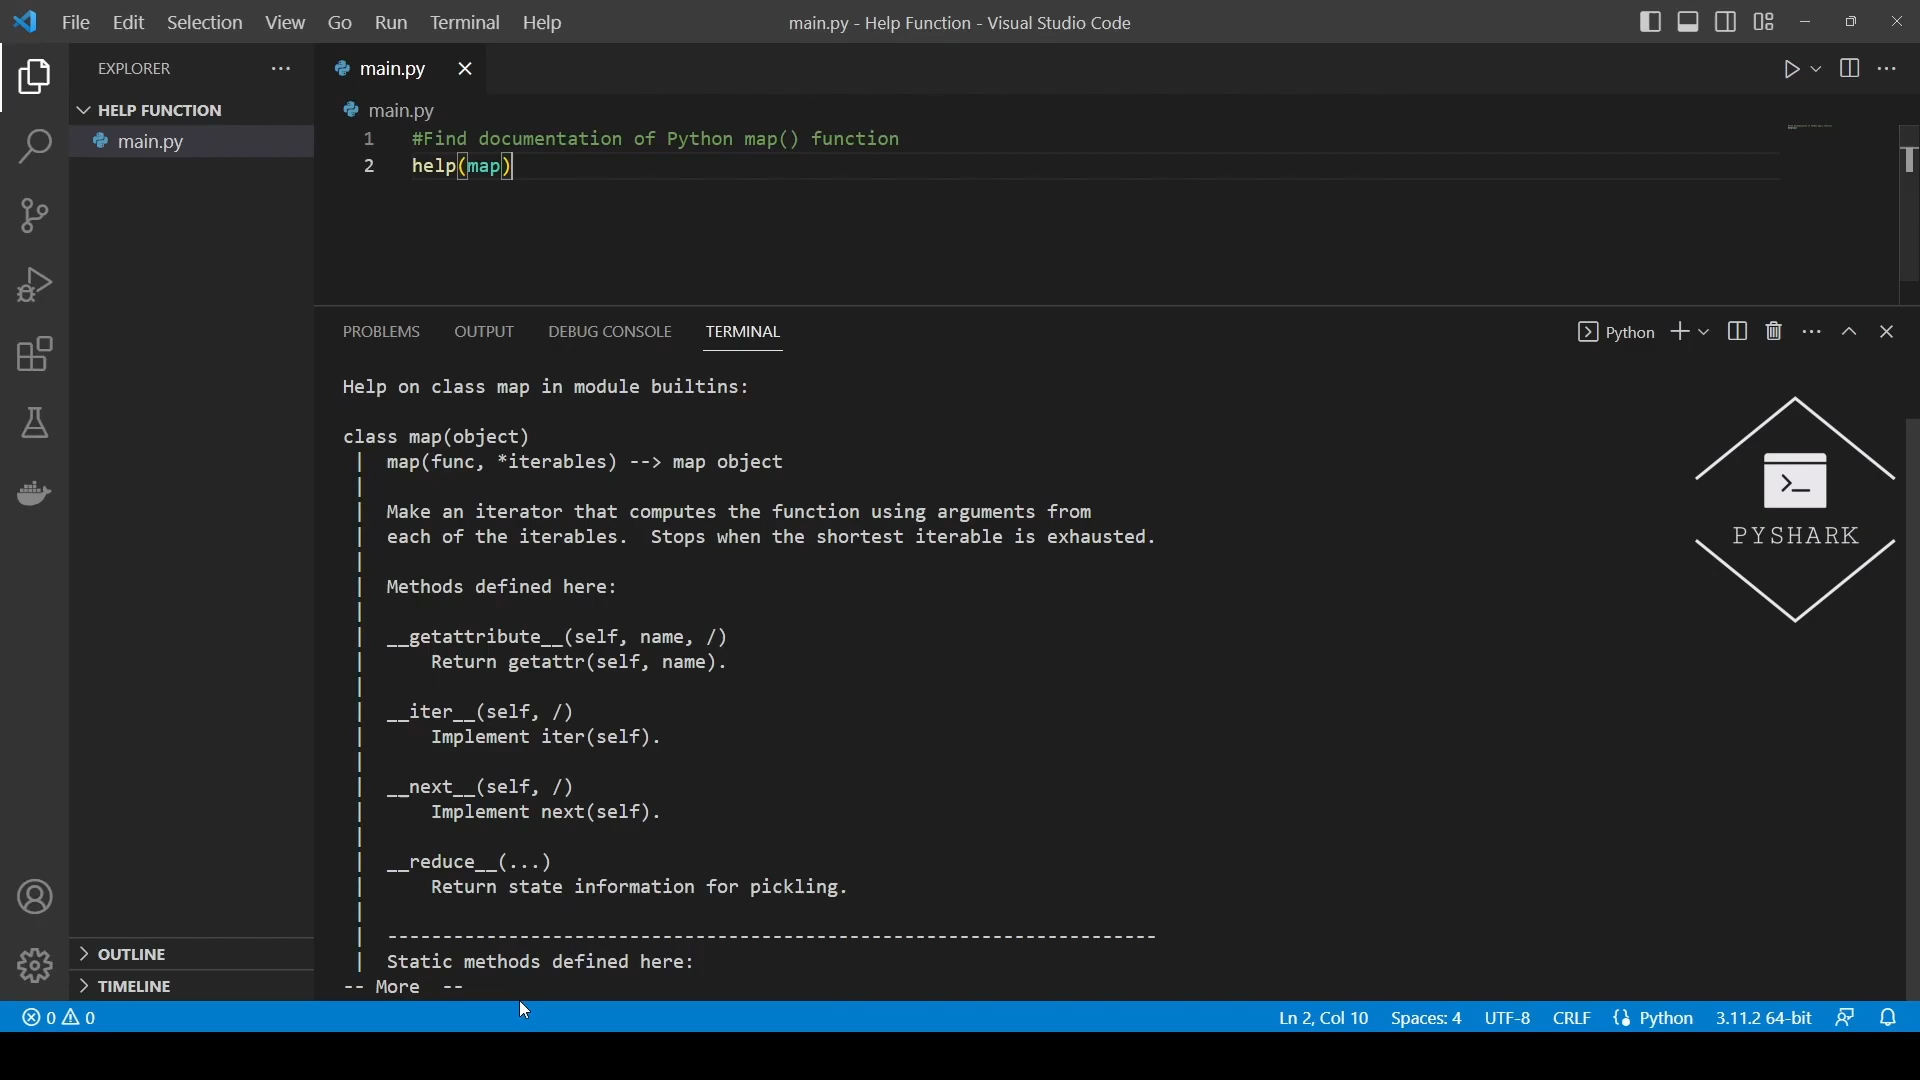 File Edit Selection View Go Run Terminal Help
main.py - Help Function - Visual Studio Code
EXPLORER
HELP FUNCTION
main.py
OUTLINE
TIMELINE
main.py
main.py
1 #Find documentation of Python map() function
2 help(map)
PROBLEMS OUTPUT DEBUG CONSOLE TERMINAL
Python
Help on class map in module builtins:
class map(object)
| map(func, *iterables) --> map object
|
| Make an iterator that computes the function using arguments from
| each of the iterables.  Stops when the shortest iterable is exhausted.
|
| Methods defined here:
|
| __getattribute__(self, name, /)
|     Return getattr(self, name).
|
| __iter__(self, /)
|     Implement iter(self).
|
| __next__(self, /)
|     Implement next(self).
|
| __reduce__(...)
|     Return state information for pickling.
|
| ----------------------------------------------------------------------
| Static methods defined here:
-- More  --
PYSHARK
0 0
Ln 2, Col 10 Spaces: 4 UTF-8 CRLF Python 3.11.2 64-bit